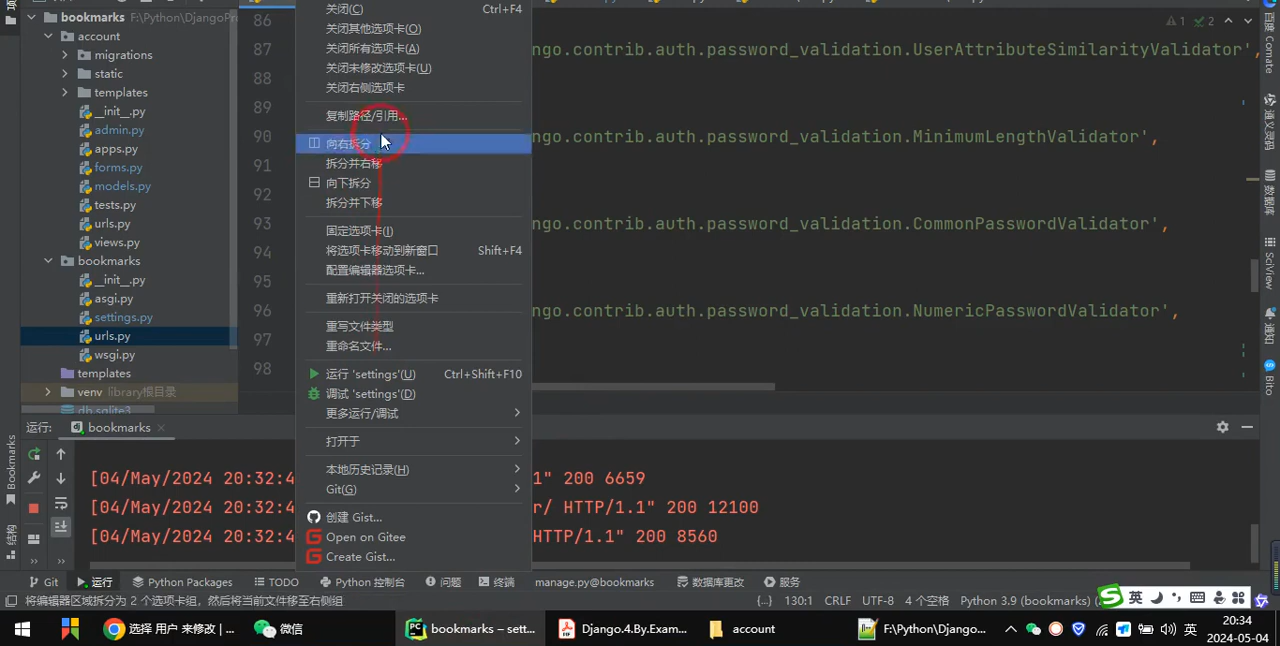 bookmarks F:\Python\DjangoPro
account
migrations
static
templates
__init__.py
admin.py
apps.py
forms.py
models.py
tests.py
urls.py
views.py
bookmarks
__init__.py
asgi.py
settings.py
urls.py
wsgi.py
templates
venv library根目录
db.sqlite3
关闭(C) Ctrl+F4
关闭其他选项卡(O)
关闭所有选项卡(A)
关闭未修改选项卡(U)
关闭右侧选项卡
复制路径/引用...
向右拆分
拆分并右移
向下拆分
拆分并下移
固定选项卡(I)
将选项卡移动到新窗口 Shift+F4
配置编辑器选项卡...
重新打开关闭的选项卡
重写文件类型
重命名文件...
运行 'settings'(U) Ctrl+Shift+F10
调试 'settings'(D)
更多运行/调试
打开于
本地历史记录(H)
Git(G)
创建 Gist...
Open on Gitee
Create Gist...
86
87 ngo.contrib.auth.password_validation.UserAttributeSimilarityValidator',
88
89
90 ngo.contrib.auth.password_validation.MinimumLengthValidator',
91
92
93 ngo.contrib.auth.password_validation.CommonPasswordValidator',
94
95
96 ngo.contrib.auth.password_validation.NumericPasswordValidator',
97
98
1 2
百度 Comate
通义灵码
数据库
SciView
通知
Bito
Bookmarks
结构
运行: bookmarks
[04/May/2024 20:32:4 1" 200 6659
[04/May/2024 20:32:4 r/ HTTP/1.1" 200 12100
[04/May/2024 20:32:4 HTTP/1.1" 200 8560
Git 运行 Python Packages TODO Python 控制台 问题 终端 manage.py@bookmarks 数据库更改 服务
将编辑器区域拆分为 2 个选项卡组，然后将当前文件移至右侧组 {...} 130:1 CRLF UTF-8 4 个空格 Python 3.9 (bookmarks)
英
选择 用户 来修改 | ... 微信 bookmarks – sett... Django.4.By.Exam... account F:\Python\Django... 英 20:34
2024-05-04